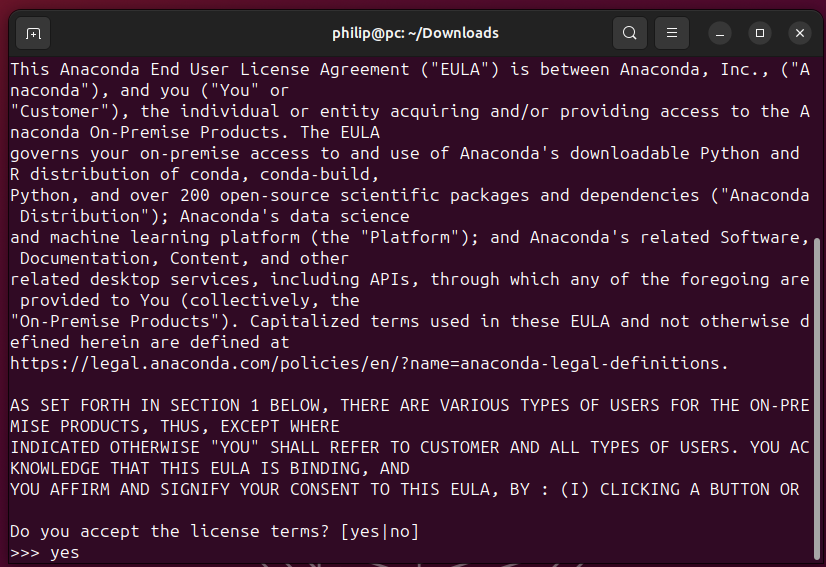 philip@pc: ~/Downloads
This Anaconda End User License Agreement ("EULA") is between Anaconda, Inc., ("A
naconda"), and you ("You" or
"Customer"), the individual or entity acquiring and/or providing access to the A
naconda On-Premise Products. The EULA
governs your on-premise access to and use of Anaconda's downloadable Python and
R distribution of conda, conda-build,
Python, and over 200 open-source scientific packages and dependencies ("Anaconda
 Distribution"); Anaconda's data science
and machine learning platform (the "Platform"); and Anaconda's related Software,
 Documentation, Content, and other
related desktop services, including APIs, through which any of the foregoing are
 provided to You (collectively, the
"On-Premise Products"). Capitalized terms used in these EULA and not otherwise d
efined herein are defined at
https://legal.anaconda.com/policies/en/?name=anaconda-legal-definitions.
AS SET FORTH IN SECTION 1 BELOW, THERE ARE VARIOUS TYPES OF USERS FOR THE ON-PRE
MISE PRODUCTS, THUS, EXCEPT WHERE
INDICATED OTHERWISE "YOU" SHALL REFER TO CUSTOMER AND ALL TYPES OF USERS. YOU AC
KNOWLEDGE THAT THIS EULA IS BINDING, AND
YOU AFFIRM AND SIGNIFY YOUR CONSENT TO THIS EULA, BY : (I) CLICKING A BUTTON OR
Do you accept the license terms? [yes|no]
>>> yes